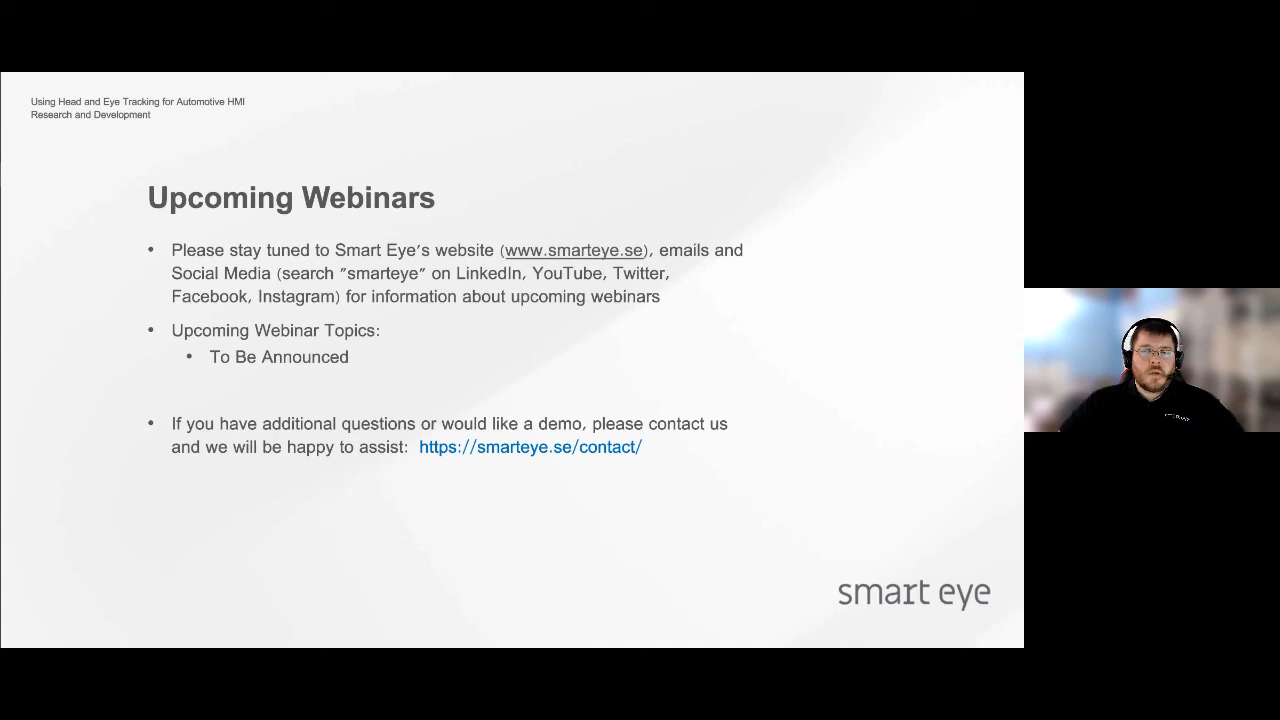 Using Head and Eye Tracking for Automotive HMI
Research and Development
Upcoming Webinars
• Please stay tuned to Smart Eye's website (www.smarteye.se), emails and
Social Media (search ”smarteye” on LinkedIn, YouTube, Twitter,
Facebook, Instagram) for information about upcoming webinars
• Upcoming Webinar Topics:
• To Be Announced
• If you have additional questions or would like a demo, please contact us
and we will be happy to assist: https://smarteye.se/contact/
smart eye